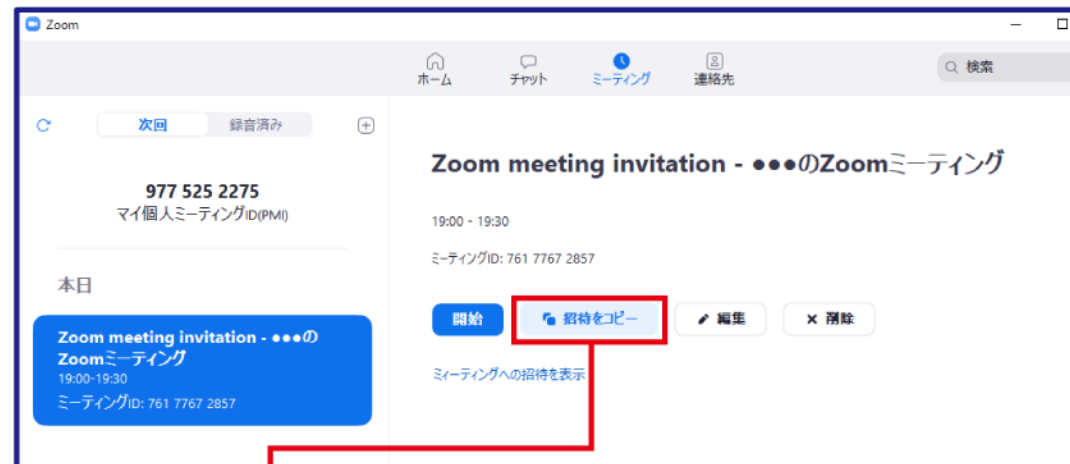 Zoom
ホーム
チャット
ミーティング
連絡先
検索
次回
録音済み
977 525 2275
マイ個人ミーティングID(PMI)
本日
Zoom meeting invitation - ●●●の
Zoomミーティング
19:00-19:30
ミーティングID: 761 7767 2857
Zoom meeting invitation - ●●●のZoomミーティング
19:00 - 19:30
ミーティングID: 761 7767 2857
開始
招待をコピー
編集
削除
ミィーティングへの招待を表示